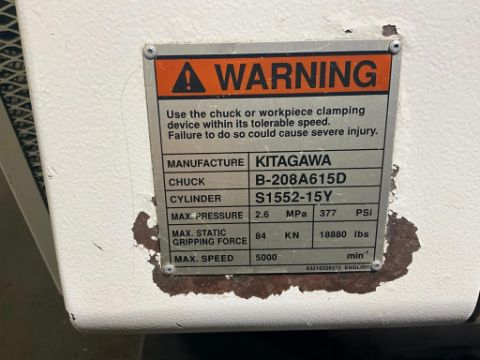 WARNING
Use the chuck or workpiece clamping
device within its tolerable speed.
Failure to do so could cause severe injury.
MANUFACTURE KITAGAWA
CHUCK B-208A615D
CYLINDER S1552-15Y
MAX. PRESSURE 2.6 MPa 377 PSi
MAX. STATIC
GRIPPING FORCE 84 KN 18880 lbs
MAX. SPEED 5000 min⁻¹
ENGLISH